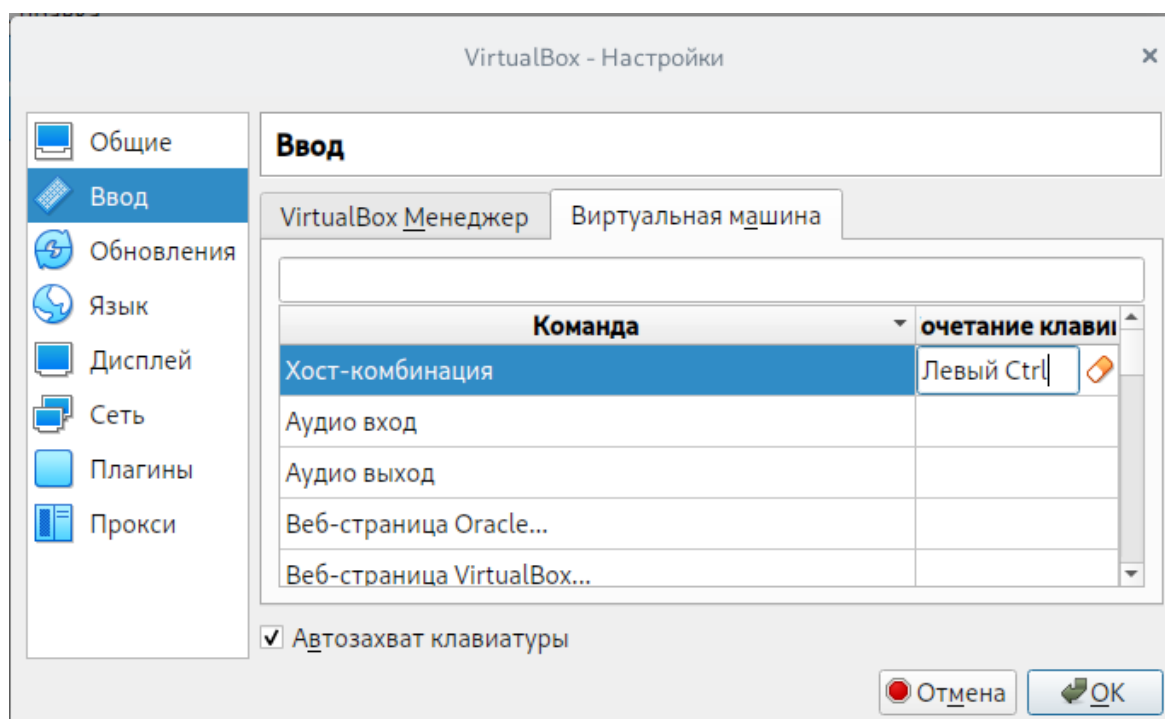 VirtualBox - Настройки
Общие
Ввод
Обновления
Язык
Дисплей
Сеть
Плагины
Прокси
Ввод
VirtualBox Менеджер
Виртуальная машина
Команда
очетание клави
Хост-комбинация
Левый Ctrl
Аудио вход
Аудио выход
Веб-страница Oracle...
Веб-страница VirtualBox...
Автозахват клавиатуры
Отмена
OK